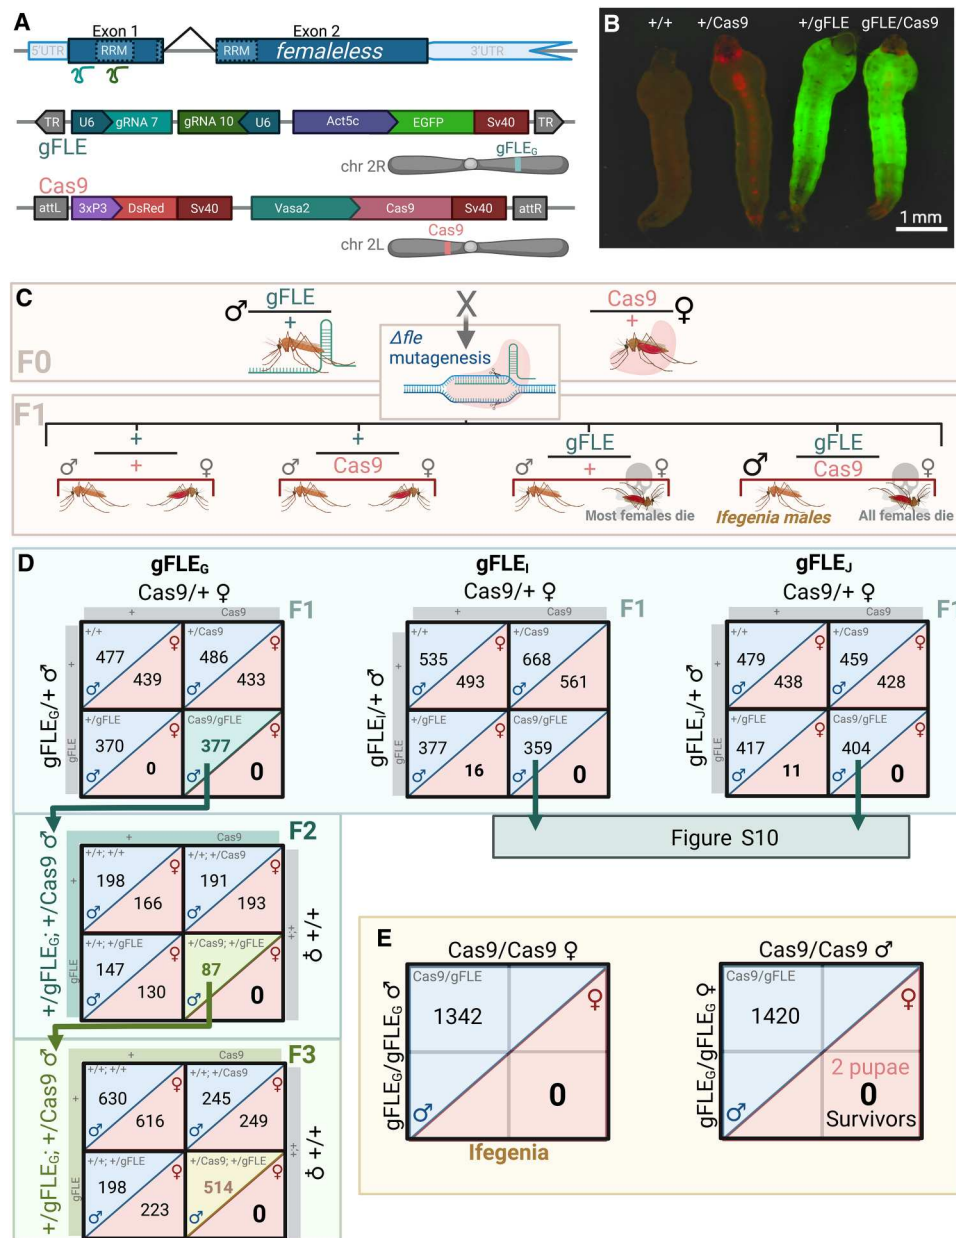 A
Exon 1
Exon 2
5'UTR
RRM
RRM
femaleless
3'UTR
TR
U6
gRNA 7
gRNA 10
U6
Act5c
EGFP
Sv40
TR
gFLE
gFLEG
chr 2R
Cas9
attL
3xP3
DsRed
Sv40
Vasa2
Cas9
Sv40
attR
Cas9
chr 2L
B
+/+
+/Cas9
+/gFLE
gFLE/Cas9
1 mm
C
♂
gFLE
+
X
Cas9
+
♀
Δfle
mutagenesis
F0
F1
+
+
♂
♀
+
Cas9
♂
♀
gFLE
+
♂
♀
Most females die
gFLE
Cas9
♂
♀
Ifegenia males
All females die
D
gFLEG
Cas9/+ ♀
F1
+
Cas9
gFLEG/+ ♂
+
gFLE
+/+
477
♀
♂
439
+/Cas9
486
♀
♂
433
+/gFLE
370
♀
♂
0
Cas9/gFLE
377
♀
♂
0
gFLEI
Cas9/+ ♀
F1
+
Cas9
gFLEI/+ ♂
+
gFLE
+/+
535
493
+/Cas9
668
♀
561
+/gFLE
377
16
Cas9/gFLE
359
♀
♂
0
gFLEJ
Cas9/+ ♀
F1
+
Cas9
gFLEJ/+ ♂
+
gFLE
+/+
479
♀
♂
438
+/Cas9
459
♀
♂
428
+/gFLE
417
♀
♂
11
Cas9/gFLE
404
♀
♂
0
Figure S10
F2
+
Cas9
+/gFLEG; +/Cas9 ♂
+
gFLE
+/+; +/+
198
♀
♂
166
+/+; +/Cas9
191
♀
♂
193
+/+; +/gFLE
147
♀
♂
130
+/Cas9; +/gFLE
87
♀
♂
0
+;+
♀ +/+
F3
+
Cas9
+/gFLEG; +/Cas9 ♂
+
gFLE
+/+; +/+
630
♀
♂
616
+/+; +/Cas9
245
♀
♂
249
+/+; +/gFLE
198
♀
♂
223
+/Cas9; +/gFLE
514
♀
♂
0
+;+
♀ +/+
E
Cas9/Cas9 ♀
gFLEG/gFLEG ♂
Cas9/gFLE
1342
♀
♂
0
Ifegenia
Cas9/Cas9 ♂
gFLEG/gFLEG ♀
Cas9/gFLE
1420
♀
♂
2 pupae
0
Survivors